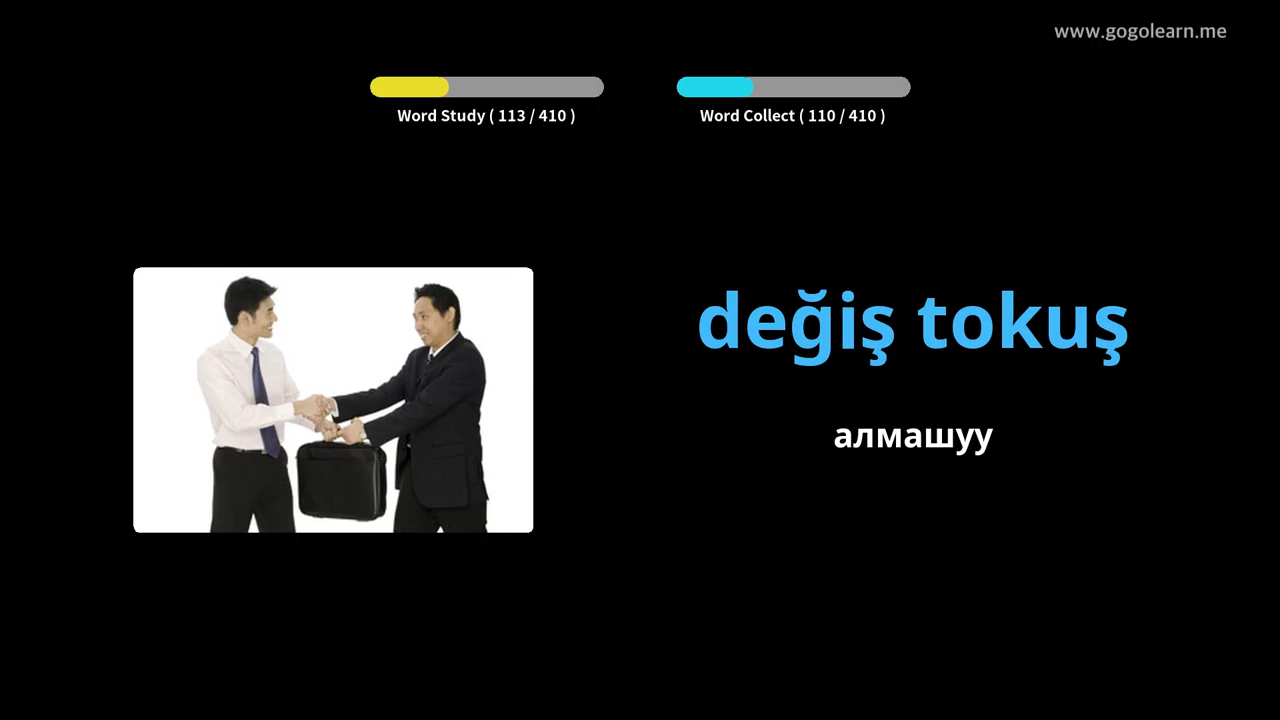 www.gogolearn.me
Word Study ( 113 / 410 )
Word Collect ( 110 / 410 )
değiş tokuş
алмашуу